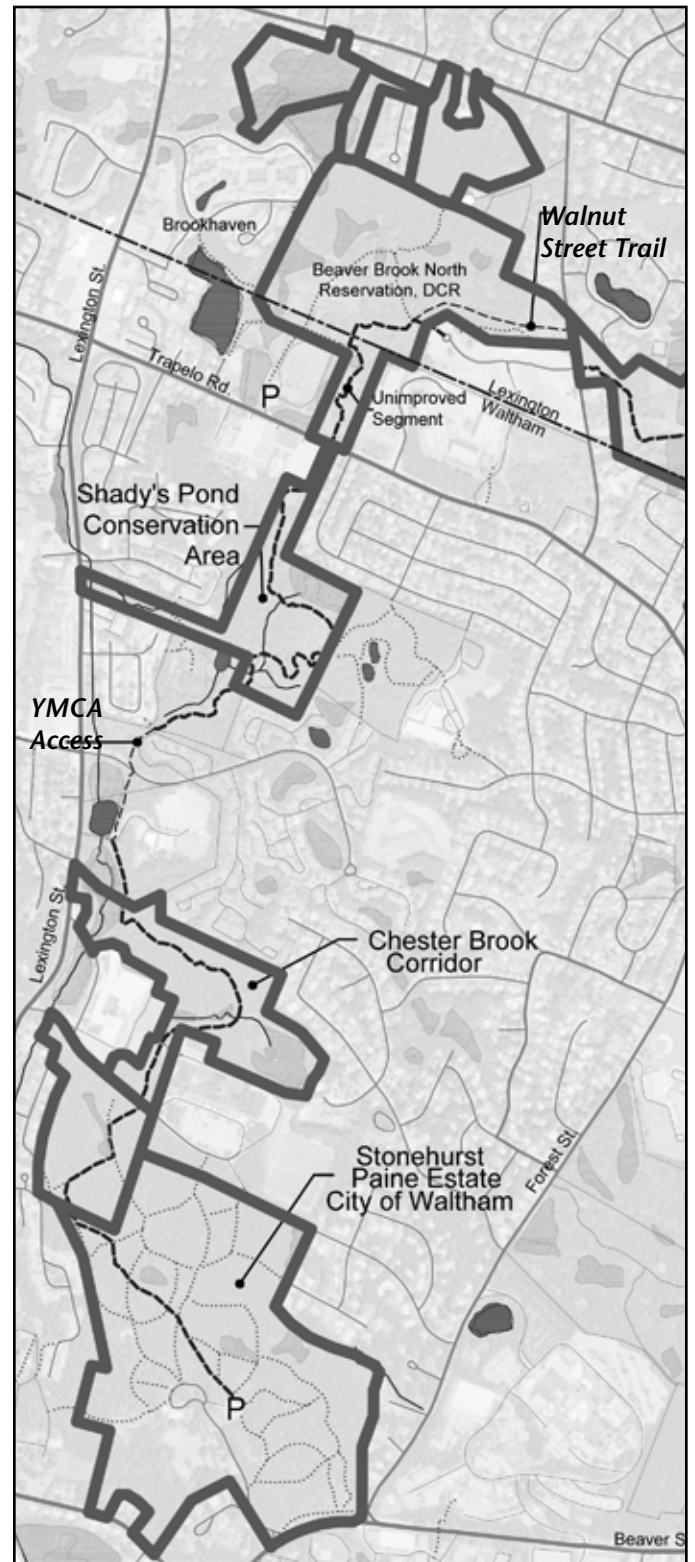 Walnut
Street Trail
Brookhaven
Beaver Brook North
Reservation, DCR
Lexington St.
Trapelo Rd.
P
Unimproved
Segment
Lexington
Waltham
Shady's Pond
Conservation
Area
YMCA
Access
Lexington St.
Chester Brook
Corridor
Stonehurst
Paine Estate
City of Waltham
Forest St.
P
Beaver S